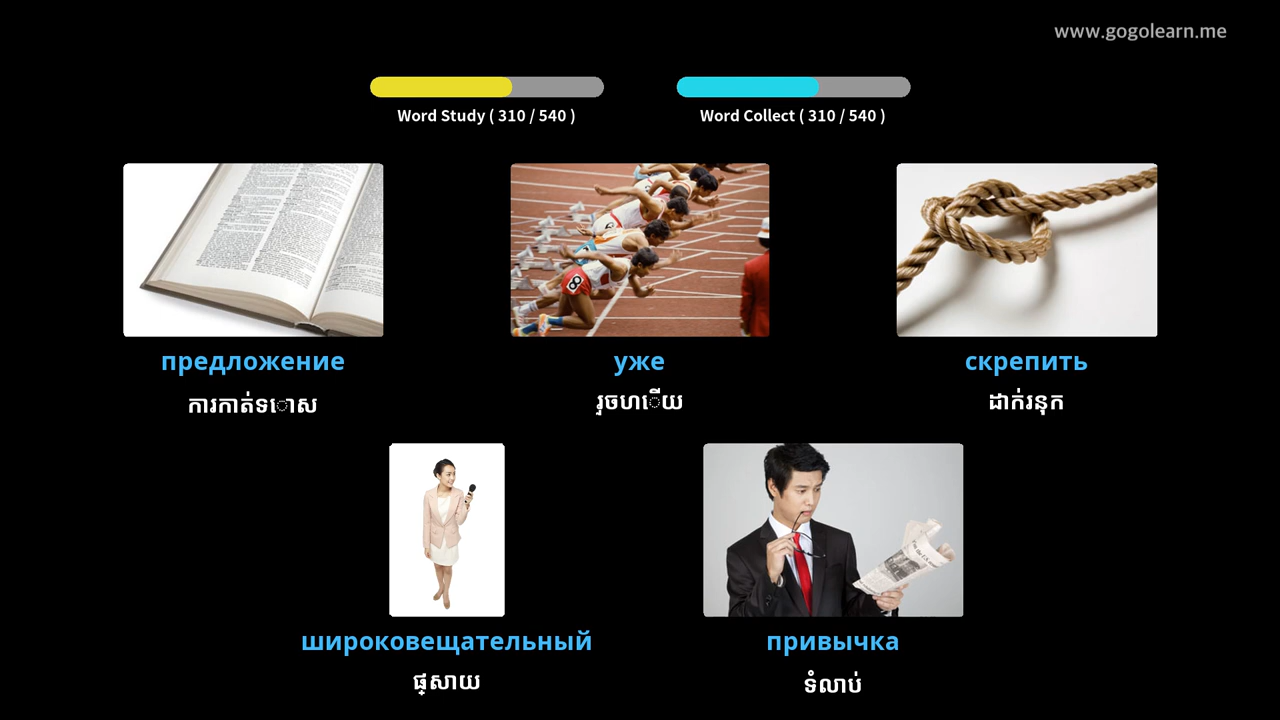 www.gogolearn.me
Word Study ( 310 / 540 )
Word Collect ( 310 / 540 )
предложение
ការកាត់ទោស
уже
រួចហើយ
скрепить
ដាក់រនុក
широковещательный
ផ្សាយ
привычка
ទំលាប់